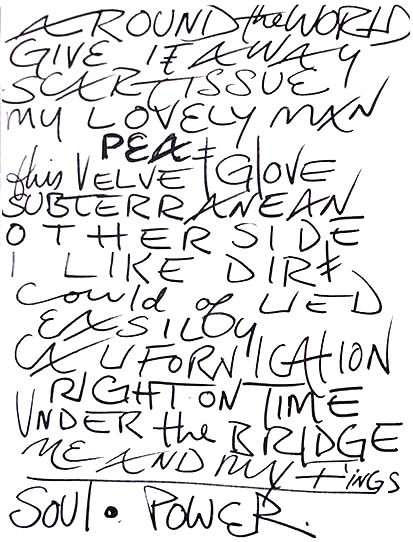 AROUND the WORLD
GIVE IT AWAY
SCAR TISSUE
MY LOVELY MAN
PEA
this VELVET GLOVE
SUBTERRANEAN
OTHERSIDE
I LIKE DIRT
Could of LIED
EASILY
CALIFORNICATION
RIGHT ON TIME
UNDER the BRIDGE
ME AND MY tiNGS
SOUL • POWER.